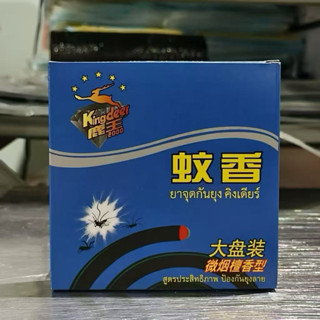 Kingdeer
鹿王
FOOD
蚊香
ยาจุดกันยุง คิงเดียร์
大盘装
微烟檀香型
สูตรประสิทธิภาพ ป้องกันยุงลาย